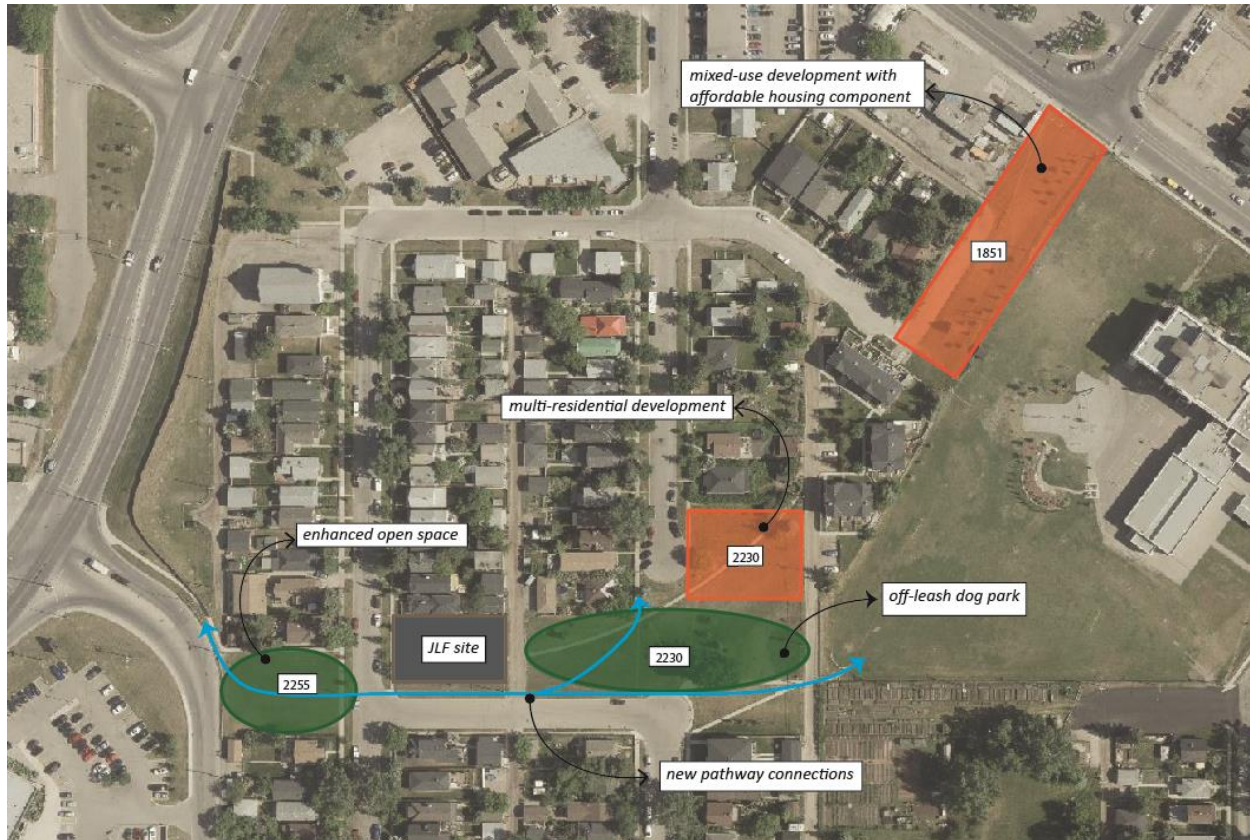 mixed-use development with
affordable housing component
1851
multi-residential development
enhanced open space
2230
off-leash dog park
JLF site
2230
2255
new pathway connections